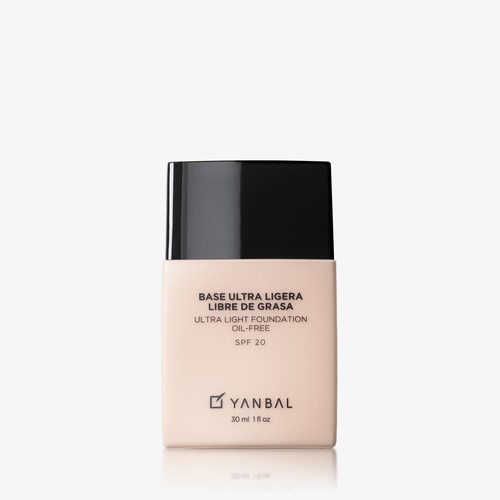 BASE ULTRA LIGERA
LIBRE DE GRASA
ULTRA LIGHT FOUNDATION
OIL-FREE
SPF 20
YANBAL
30 ml 1 fl oz